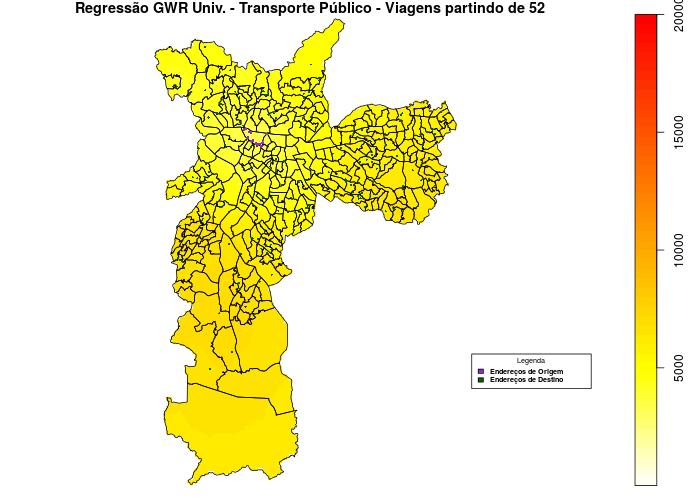 Regressão GWR Univ. - Transporte Público - Viagens partindo de 52
20000
15000
10000
5000
Legenda
Endereços de Origem
Endereços de Destino